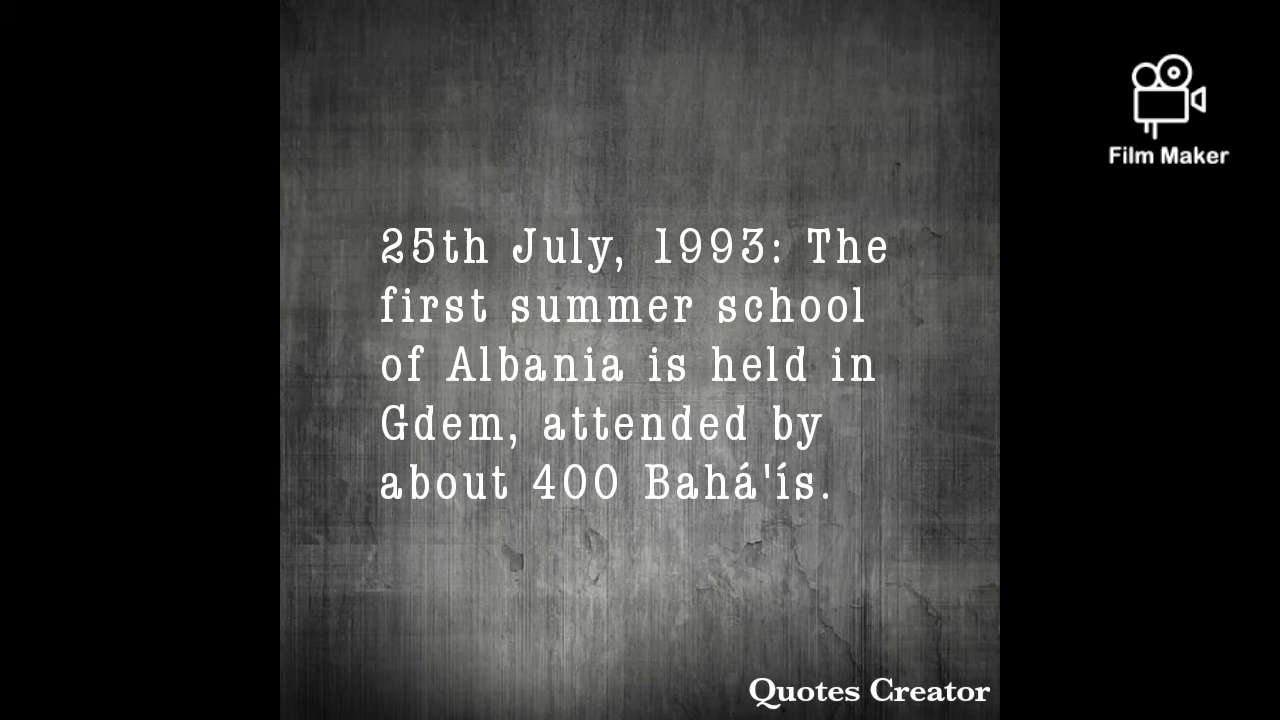 Film Maker
25th July, 1993: The
first summer school
of Albania is held in
Gdem, attended by
about 400 Bahá'ís.
Quotes Creator